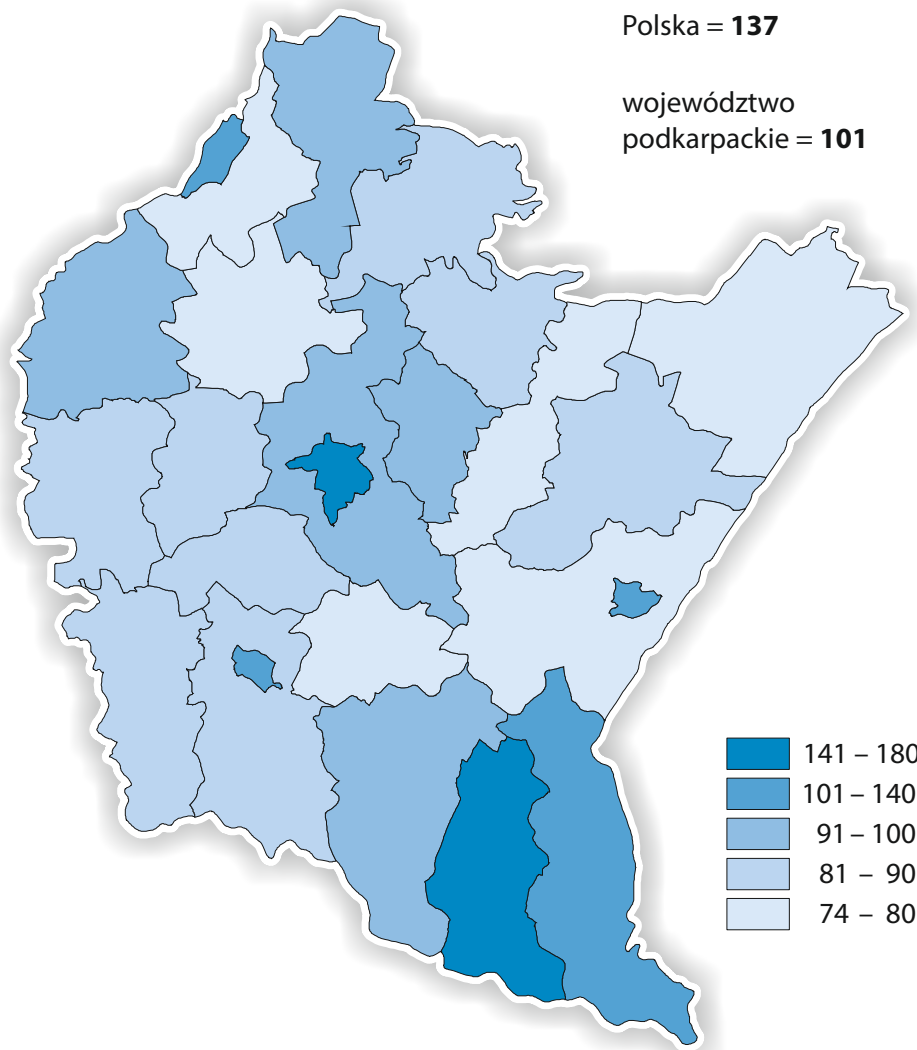 Polska = 137
województwo
podkarpackie = 101
141 – 180
101 – 140
91 – 100
81 – 90
74 – 80